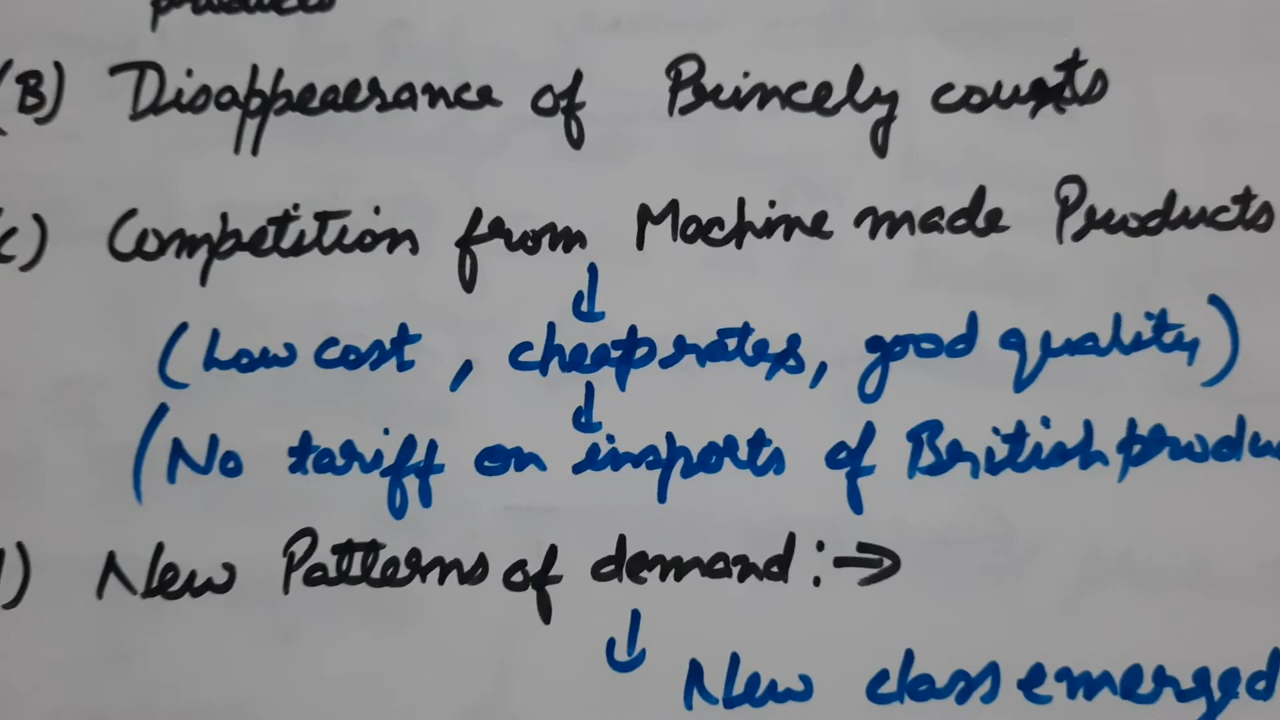 products
(B) Disappearance of Princely courts
C) Competition from Machine made Products
(Low cost, cheap rates, good quality)
(No tariff on imports of British produ
) New Patterns of demand :→
New class emerged